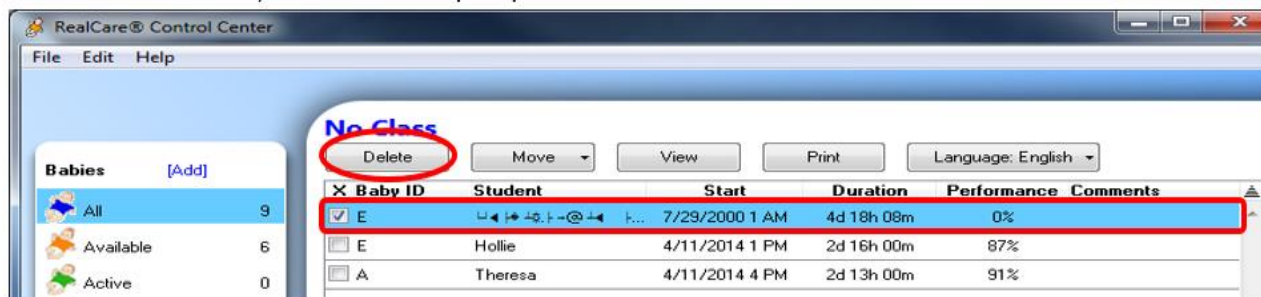 RealCare® Control Center
File Edit Help
No Class
Delete Move View Print Language: English
Babies [Add]
X Baby ID Student Start Duration Performance Comments
All 9
E 7/29/2000 1 AM 4d 18h 08m 0%
Available 6
E Hollie 4/11/2014 1 PM 2d 16h 00m 87%
Active 0
A Theresa 4/11/2014 4 PM 2d 13h 00m 91%